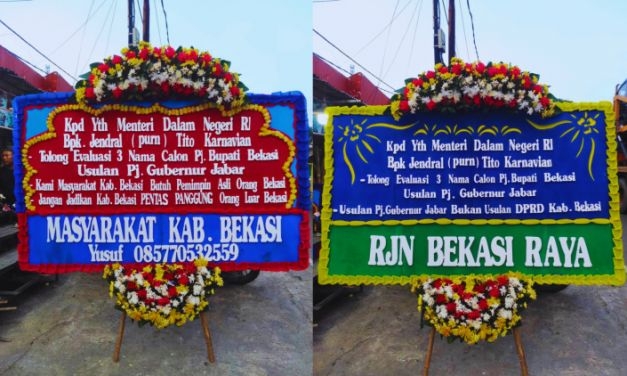 Kpd Yth Menteri Dalam Negeri RI
Bpk. Jendral (purn) Tito Karnavian
Tolong Evaluasi 3 Nama Calon Pj. Bupati Bekasi
Usulan Pj. Gubernur Jabar
Kami Masyarakat Kab. Bekasi Butuh Pemimpin Asli Orang Bekasi
Jangan Jadikan Kab. Bekasi PENTAS PANGGUNG Orang Luar Bekasi
MASYARAKAT KAB. BEKASI
Yusuf 085770532559
Kpd Yth Menteri Dalam Negeri RI
Bpk Jendral (purn) Tito Karnavian
- Tolong Evaluasi 3 Nama Calon Pj. Bupati Bekasi
Usulan Pj. Gubernur Jabar
- Usulan Pj. Gubernur Jabar Bukan Usulan DPRD Kab. Bekasi
RJN BEKASI RAYA